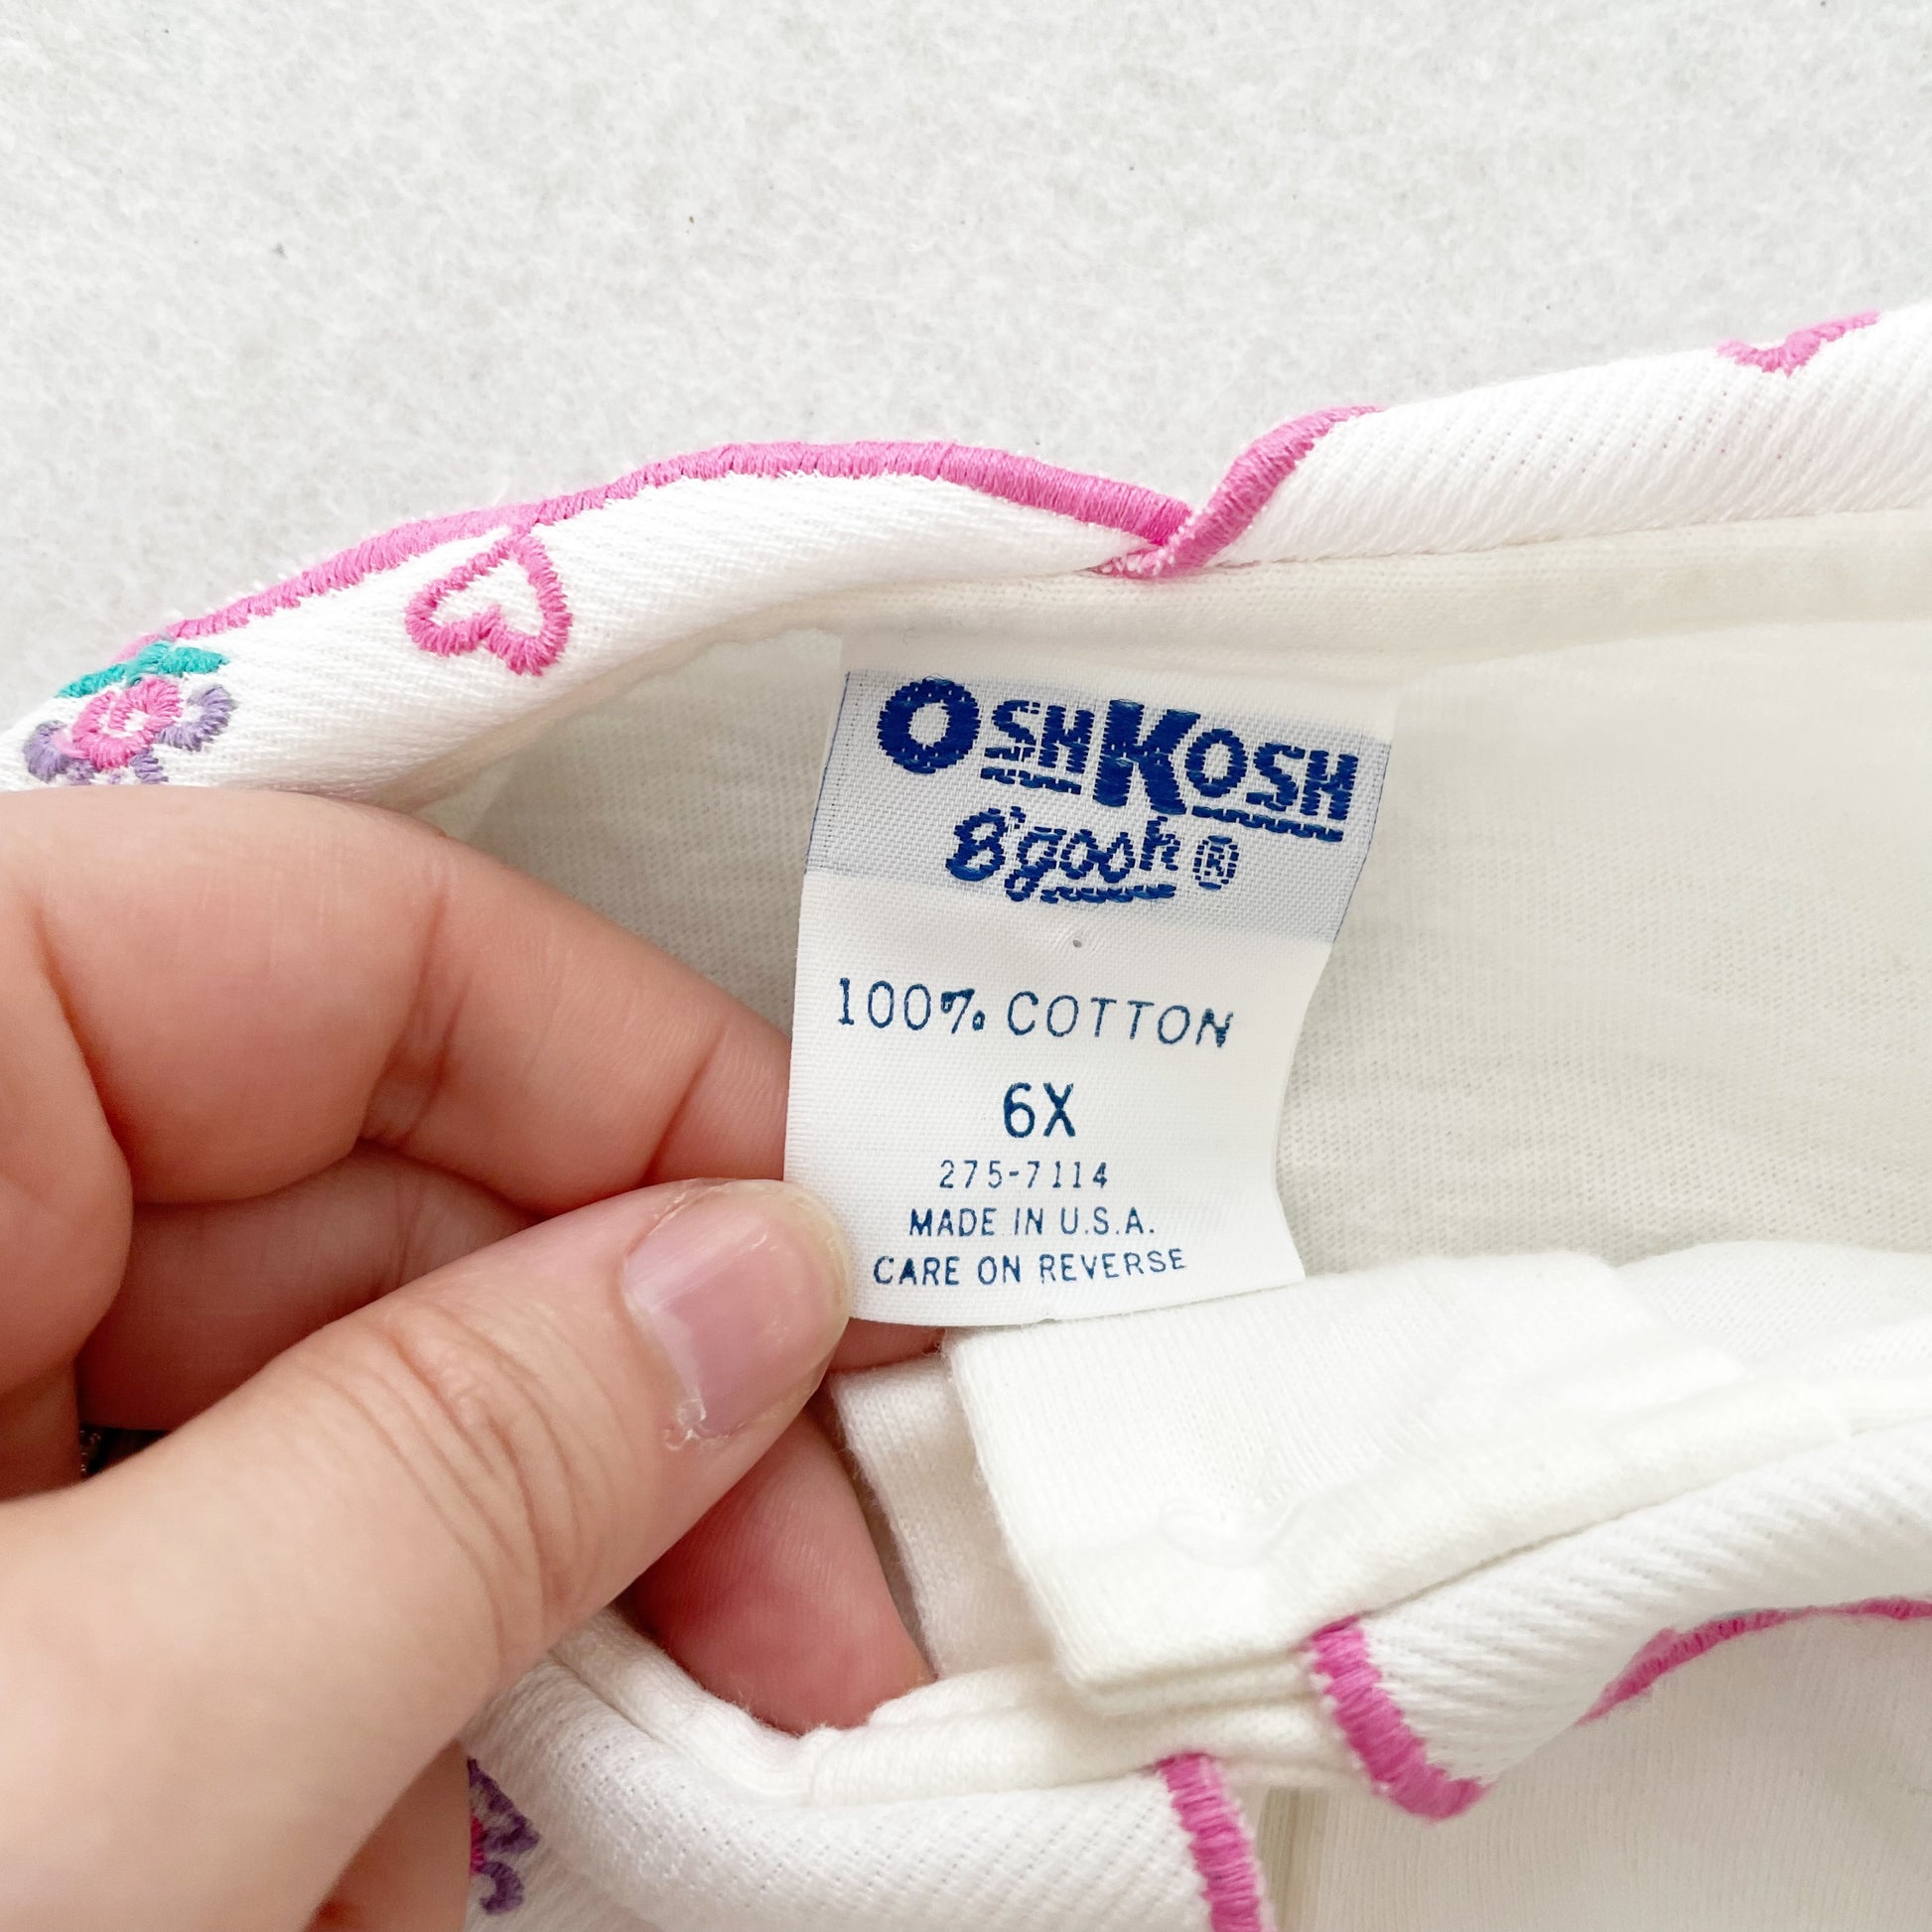 OSHKOSH
B'gosh®
100% COTTON
6X
275-7114
MADE IN U.S.A.
CARE ON REVERSE